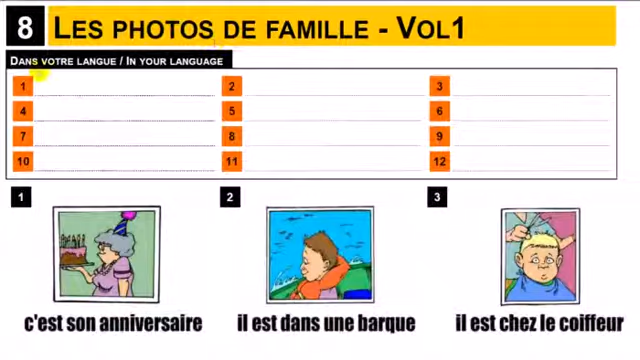 8 LES PHOTOS DE FAMILLE - VOL1
DANS VOTRE LANGUE / IN YOUR LANGUAGE
1 2 3
4 5 6
7 8 9
10 11 12
1 2 3
c'est son anniversaire il est dans une barque il est chez le coiffeur